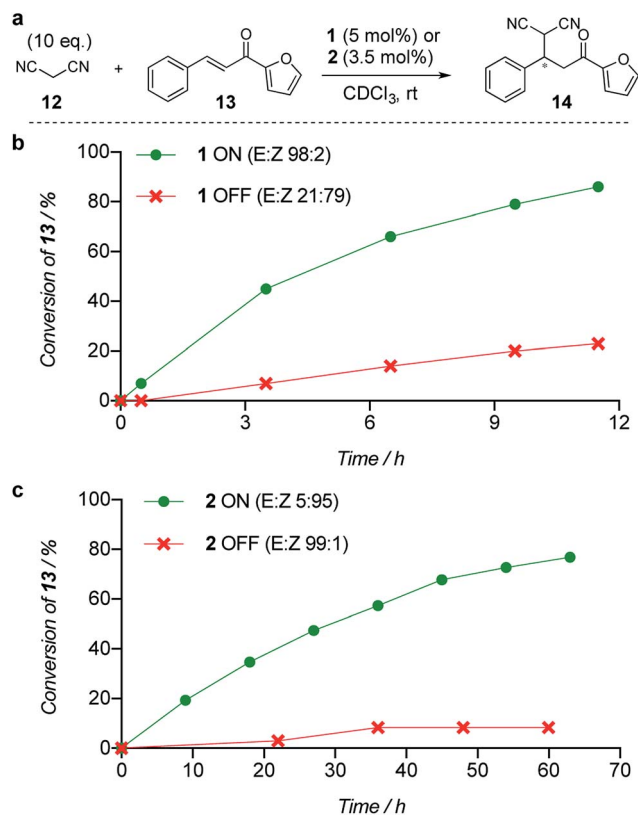 a
(10 eq.)
NC CN
12
+
O
O
13
1 (5 mol%) or
2 (3.5 mol%)
CDCl3, rt
NC CN
O
O
*
14
b
Conversion of 13 / %
100
80
60
40
20
0
1 ON (E:Z 98:2)
1 OFF (E:Z 21:79)
0 3 6 9 12
Time / h
c
Conversion of 13 / %
100
80
60
40
20
0
2 ON (E:Z 5:95)
2 OFF (E:Z 99:1)
0 10 20 30 40 50 60 70
Time / h